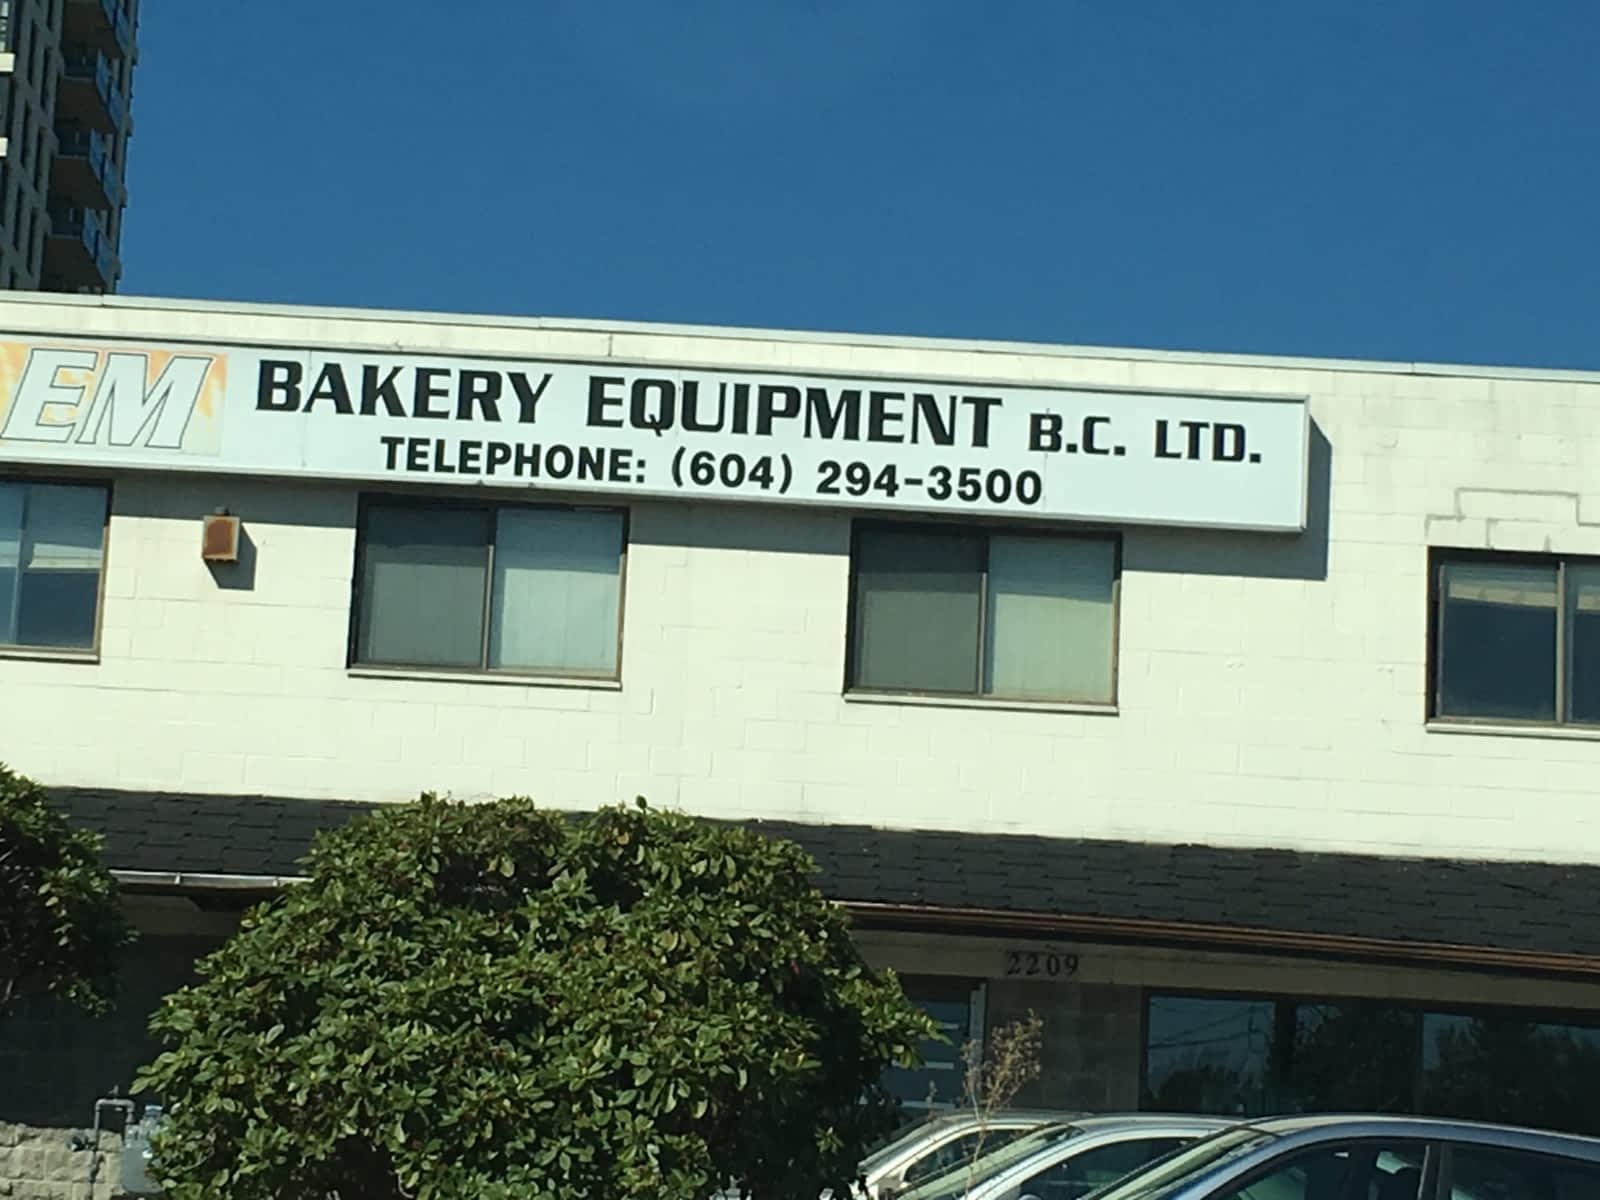 EM BAKERY EQUIPMENT B.C. LTD.
TELEPHONE: (604) 294-3500
2209